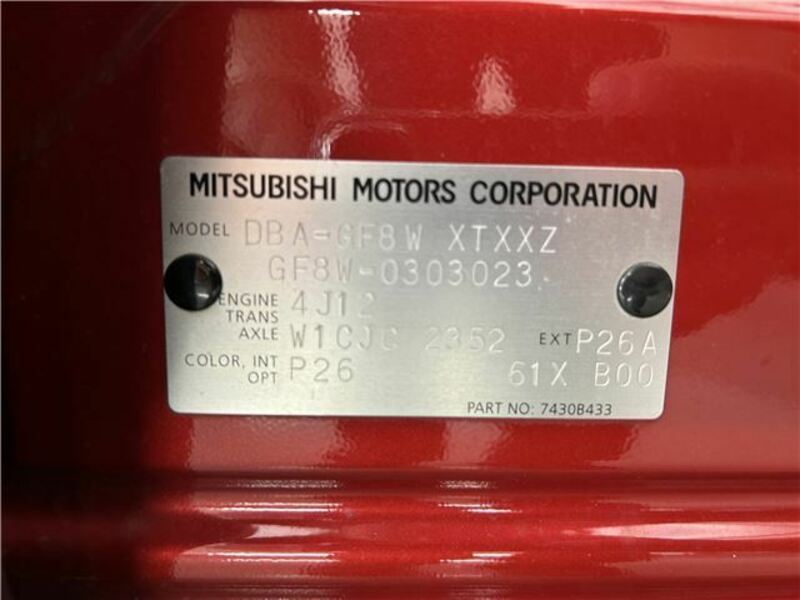 MITSUBISHI MOTORS CORPORATION
MODEL DBA-GF8W XTXXZ
GF8W-0303023
ENGINE 4J12
TRANS
AXLE W1CJC 2352 EXT P26A
COLOR, INT
OPT P26 61X B00
PART NO: 7430B433